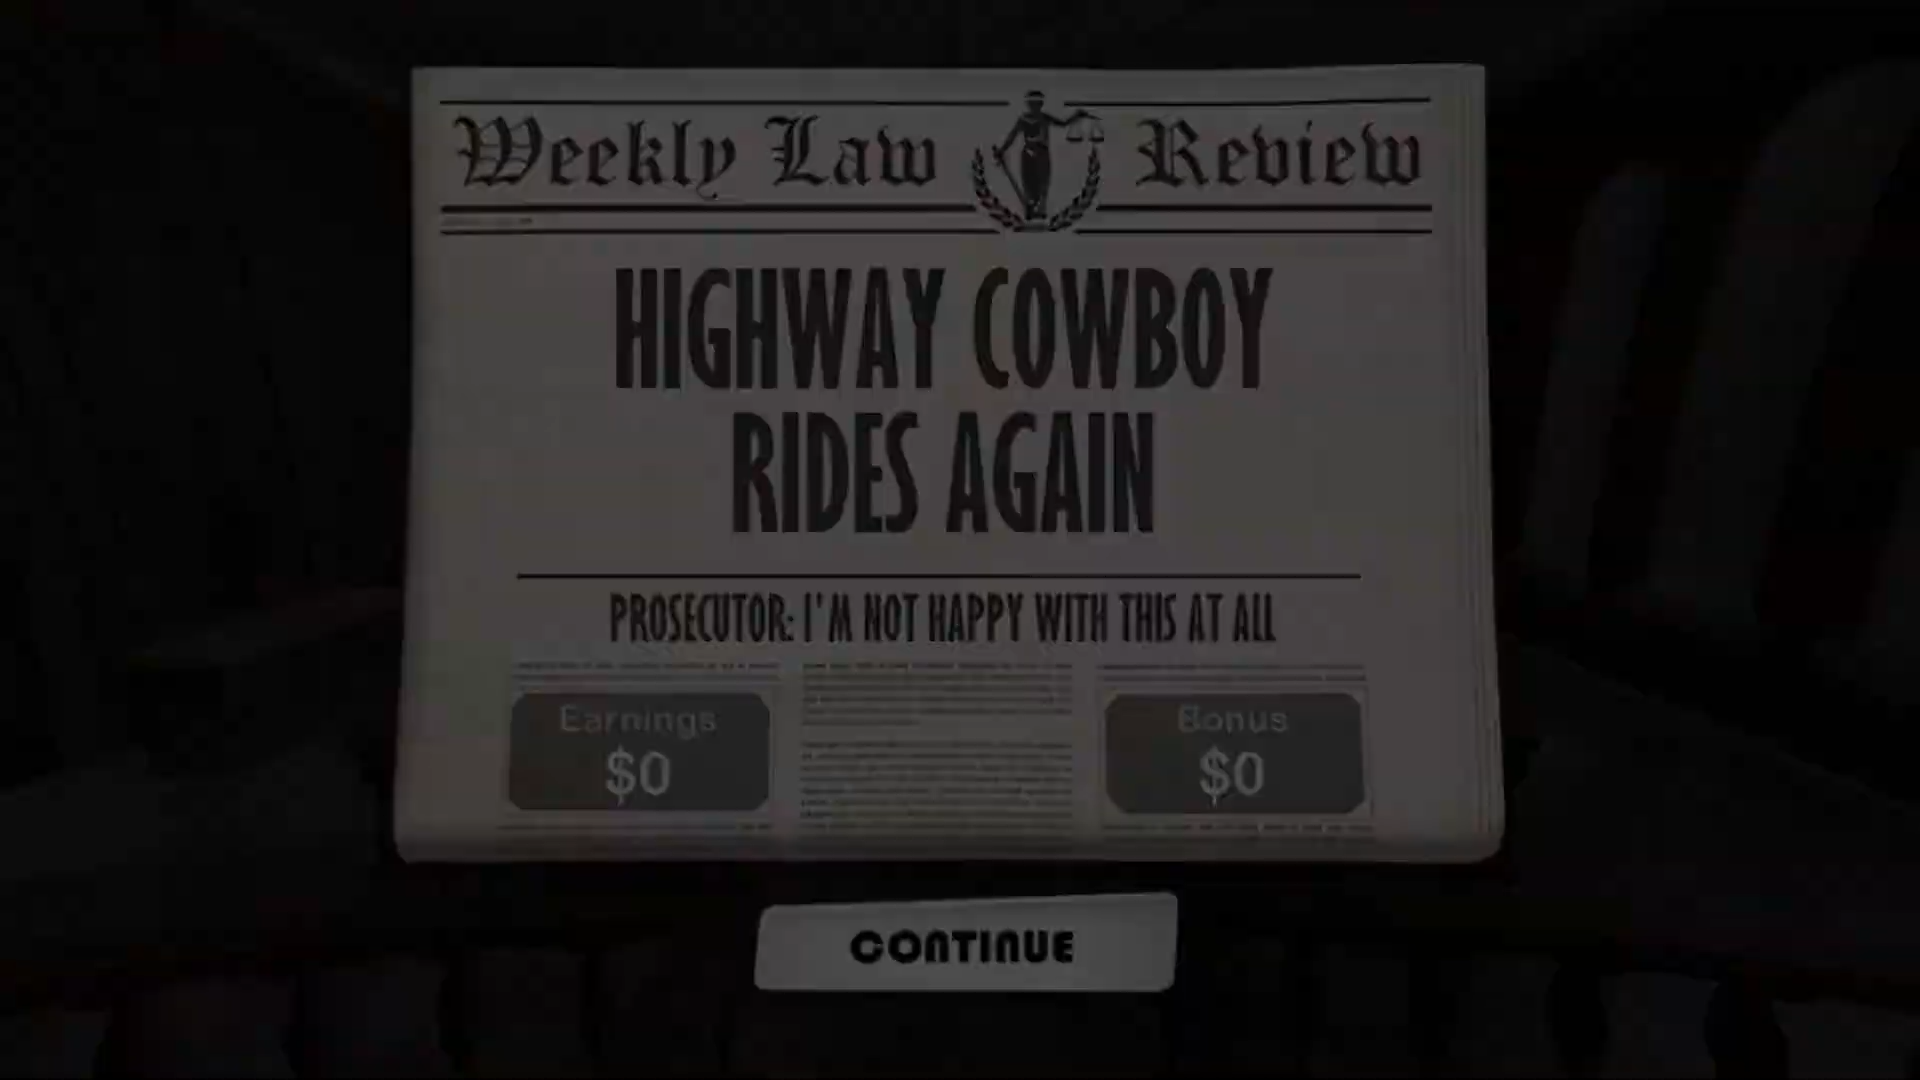 Weekly Law Review
HIGHWAY COWBOY
RIDES AGAIN
PROSECUTOR: I'M NOT HAPPY WITH THIS AT ALL
Earnings
$0
Bonus
$0
CONTINUE